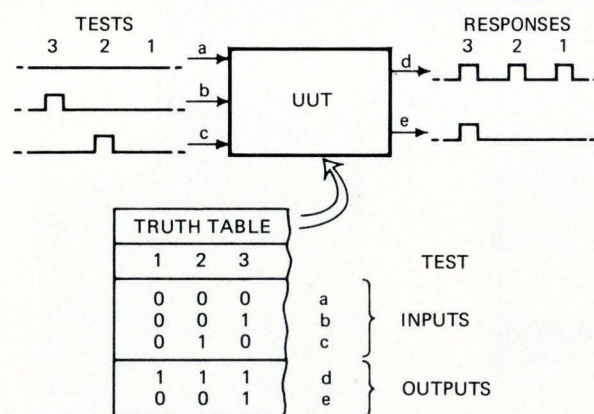 TESTS
3 2 1
a
b
c
UUT
RESPONSES
3 2 1
d
e
TRUTH TABLE
1 2 3 TEST
0 0 0 a
0 0 1 b INPUTS
0 1 0 c
1 1 1 d OUTPUTS
0 0 1 e